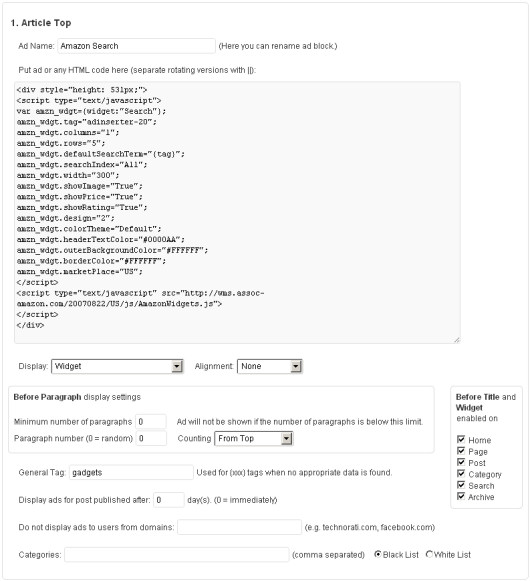 1. Article Top
Ad Name: Amazon Search (Here you can rename ad block.)
Put ad or any HTML code here (separate rotating versions with ||):
<div style="height: 531px;">
<script type="text/javascript">
var amzn_wdgt={widget:"Search"};
amzn_wdgt.tag="adinserter-20";
amzn_wdgt.columns="1";
amzn_wdgt.rows="5";
amzn_wdgt.defaultSearchTerm="{tag}";
amzn_wdgt.searchIndex="All";
amzn_wdgt.width="300";
amzn_wdgt.showImage="True";
amzn_wdgt.showPrice="True";
amzn_wdgt.showRating="True";
amzn_wdgt.design="2";
amzn_wdgt.colorTheme="Default";
amzn_wdgt.headerTextColor="#0000AA";
amzn_wdgt.outerBackgroundColor="#FFFFFF";
amzn_wdgt.borderColor="#FFFFFF";
amzn_wdgt.marketPlace="US";
</script>
<script type="text/javascript" src="http://wms.assoc-
amazon.com/20070822/US/js/AmazonWidgets.js">
</script>
</div>
Display: Widget Alignment: None
Before Paragraph display settings
Minimum number of paragraphs 0 Ad will not be shown if the number of paragraphs is below this limit.
Paragraph number (0 = random) 0 Counting From Top
Before Title and
Widget
enabled on
Home
Page
Post
Category
Search
Archive
General Tag: gadgets Used for {xxx} tags when no appropriate data is found.
Display ads for post published after: 0 day(s). (0 = immediately)
Do not display ads to users from domains: (e.g. technorati.com, facebook.com)
Categories: (comma separated) Black List White List